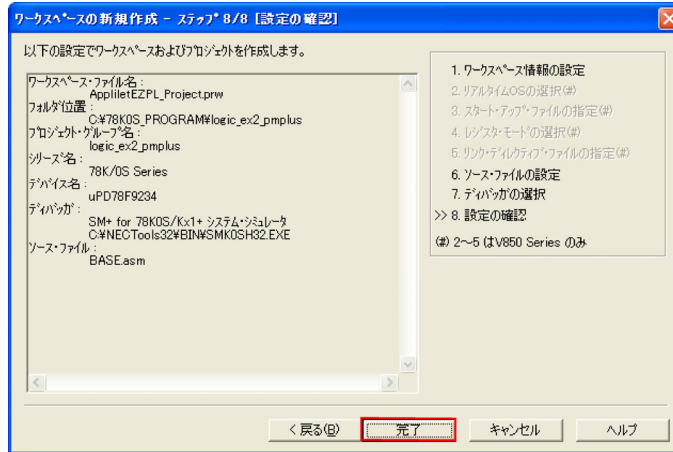 ワークスペースの新規作成 - ステップ 8/8 [設定の確認]
以下の設定でワークスペースおよびプロジェクトを作成します。
ワークスペース・ファイル名 :
AppliletEZPL_Project.prw
フォルダ位置 :
C:¥78K0S_PROGRAM¥logic_ex2_pmplus
プロジェクト・グループ名 :
logic_ex2_pmplus
シリーズ名 :
78K/0S Series
デバイス名 :
uPD78F9234
ディバッガ :
SM+ for 78K0S/Kx1+ システム・シミュレータ
C:¥NECTools32¥BIN¥SMK0SH32.EXE
ソース・ファイル :
BASE.asm
1. ワークスペース情報の設定
2. リアルタイムOSの選択(#)
3. スタート・アップ・ファイルの指定(#)
4. レジスタ・モードの選択(#)
5. リンク・ディレクティブ・ファイルの指定(#)
6. ソース・ファイルの設定
7. ディバッガの選択
>> 8. 設定の確認
(#) 2～5 はV850 Series のみ
< 戻る(B)
完了
キャンセル
ヘルプ